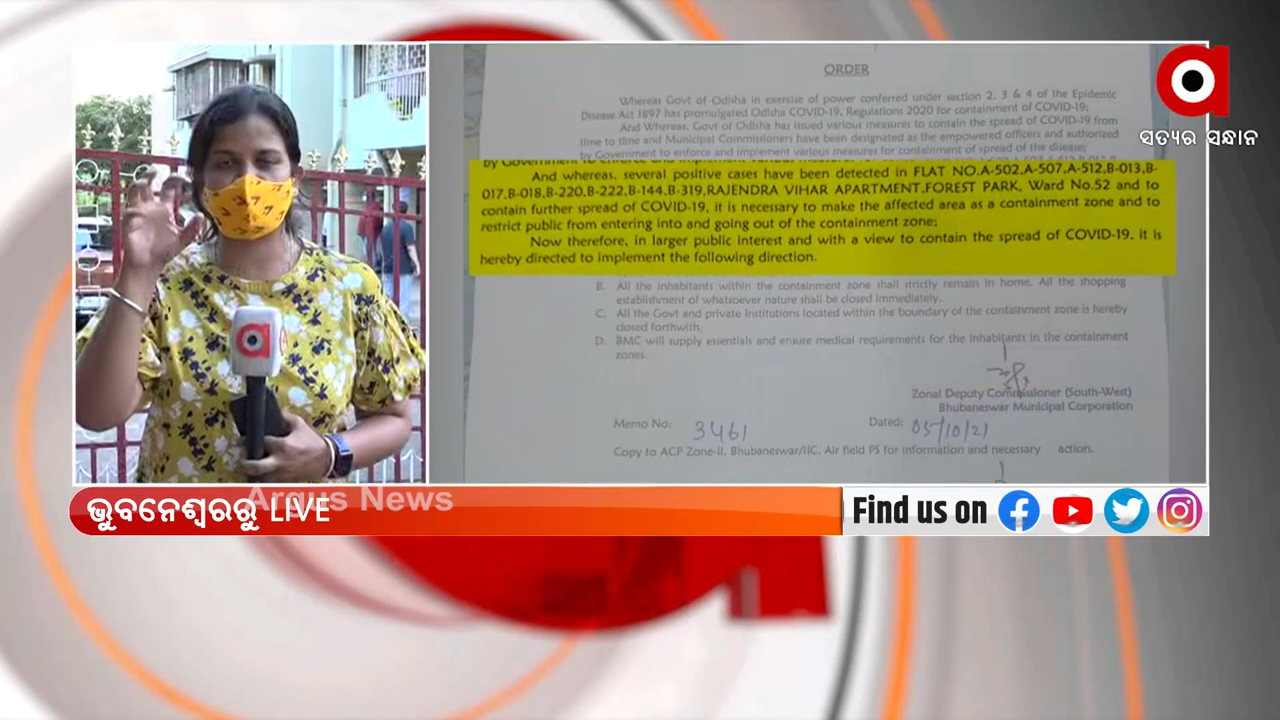 ORDER
Whereas Govt of Odisha in exercise of power conferred under section 2, 3 & 4 of the Epidemic
Disease Act 1897 has promulgated Odisha COVID-19, Regulations 2020 for containment of COVID-19;
And Whereas, Govt of Odisha has issued various measures to contain the spread of COVID-19 from
time to time and Municipal Commissioners have been designated as the empowered officers and authorized
by Government to enforce and implement various measures for containment of spread of the disease;
And whereas, several positive cases have been detected in FLAT NO.A-502,A-507,A-512,B-013,B-
017,B-018,B-220,B-222,B-144,B-319,RAJENDRA VIHAR APARTMENT,FOREST PARK, Ward No.52 and to
contain further spread of COVID-19, it is necessary to make the affected area as a containment zone and to
restrict public from entering into and going out of the containment zone;
Now therefore, in larger public interest and with a view to contain the spread of COVID-19, it is
hereby directed to implement the following direction.
B. All the inhabitants within the containment zone shall strictly remain in home. All the shopping
establishment of whatsoever nature shall be closed immediately.
C. All the Govt and private Institutions located within the boundary of the containment zone is hereby
closed forthwith
D. BMC will supply essentials and ensure medical requirements for the inhabitants in the containment
zones.
Zonal Deputy Commissioner (South-West)
Bhubaneswar Municipal Corporation
Memo No: 3461 Dated: 05/10/21
Copy to ACP Zone-II, Bhubaneswar/IIC, Air field PS for information and necessary action.
a
ସତ୍ୟର ସନ୍ଧାନ
a
ଭୁବନେଶ୍ୱରରୁ LIVE
Argus News
Find us on